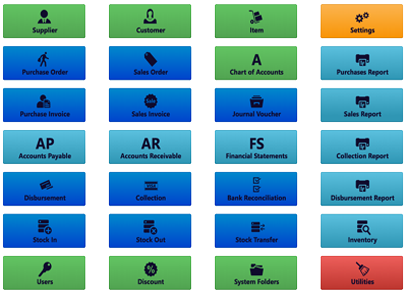 Supplier
Customer
Item
Settings
Purchase Order
Sales Order
A
Chart of Accounts
Purchases Report
Purchase Invoice
Sale
Sales Invoice
Journal Voucher
Sales Report
AP
Accounts Payable
AR
Accounts Receivable
FS
Financial Statements
Collection Report
Disbursement
Collection
Bank Reconciliation
Disbursement Report
Stock In
Stock Out
Stock Transfer
Inventory
Users
%
Discount
System Folders
Utilities